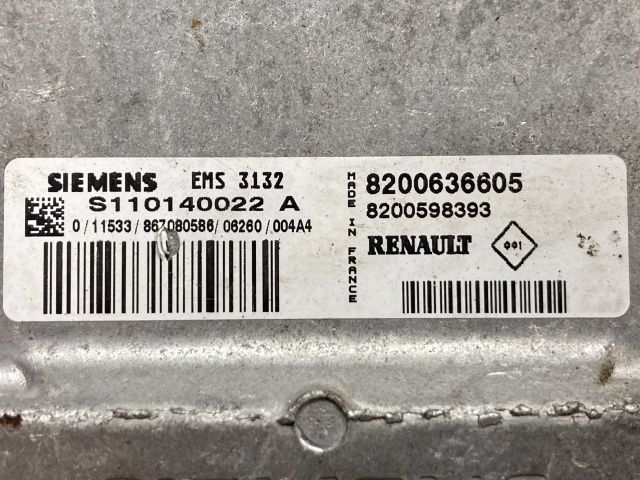 SIEMENS EMS 3132
S110140022 A
0/11533/867080586/06260/004A4
MADE IN FRANCE
8200636605
8200598393
RENAULT 001